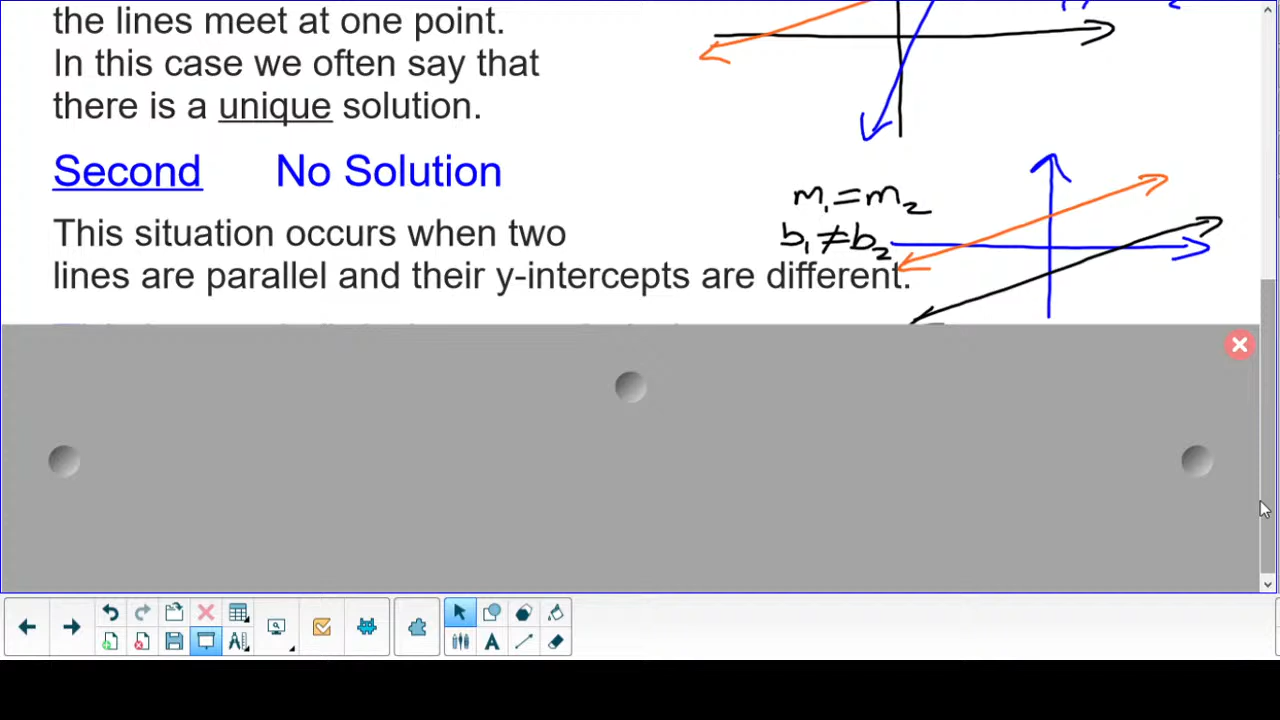 the lines meet at one point.
In this case we often say that
there is a unique solution.
Second No Solution
m₁=m₂
b₁≠b₂
This situation occurs when two
lines are parallel and their y-intercepts are different.